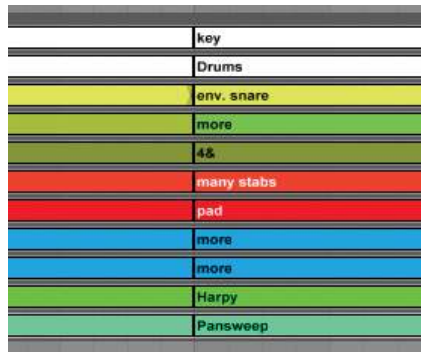 key
Drums
env. snare
more
4&
many stabs
pad
more
more
Harpy
Pansweep